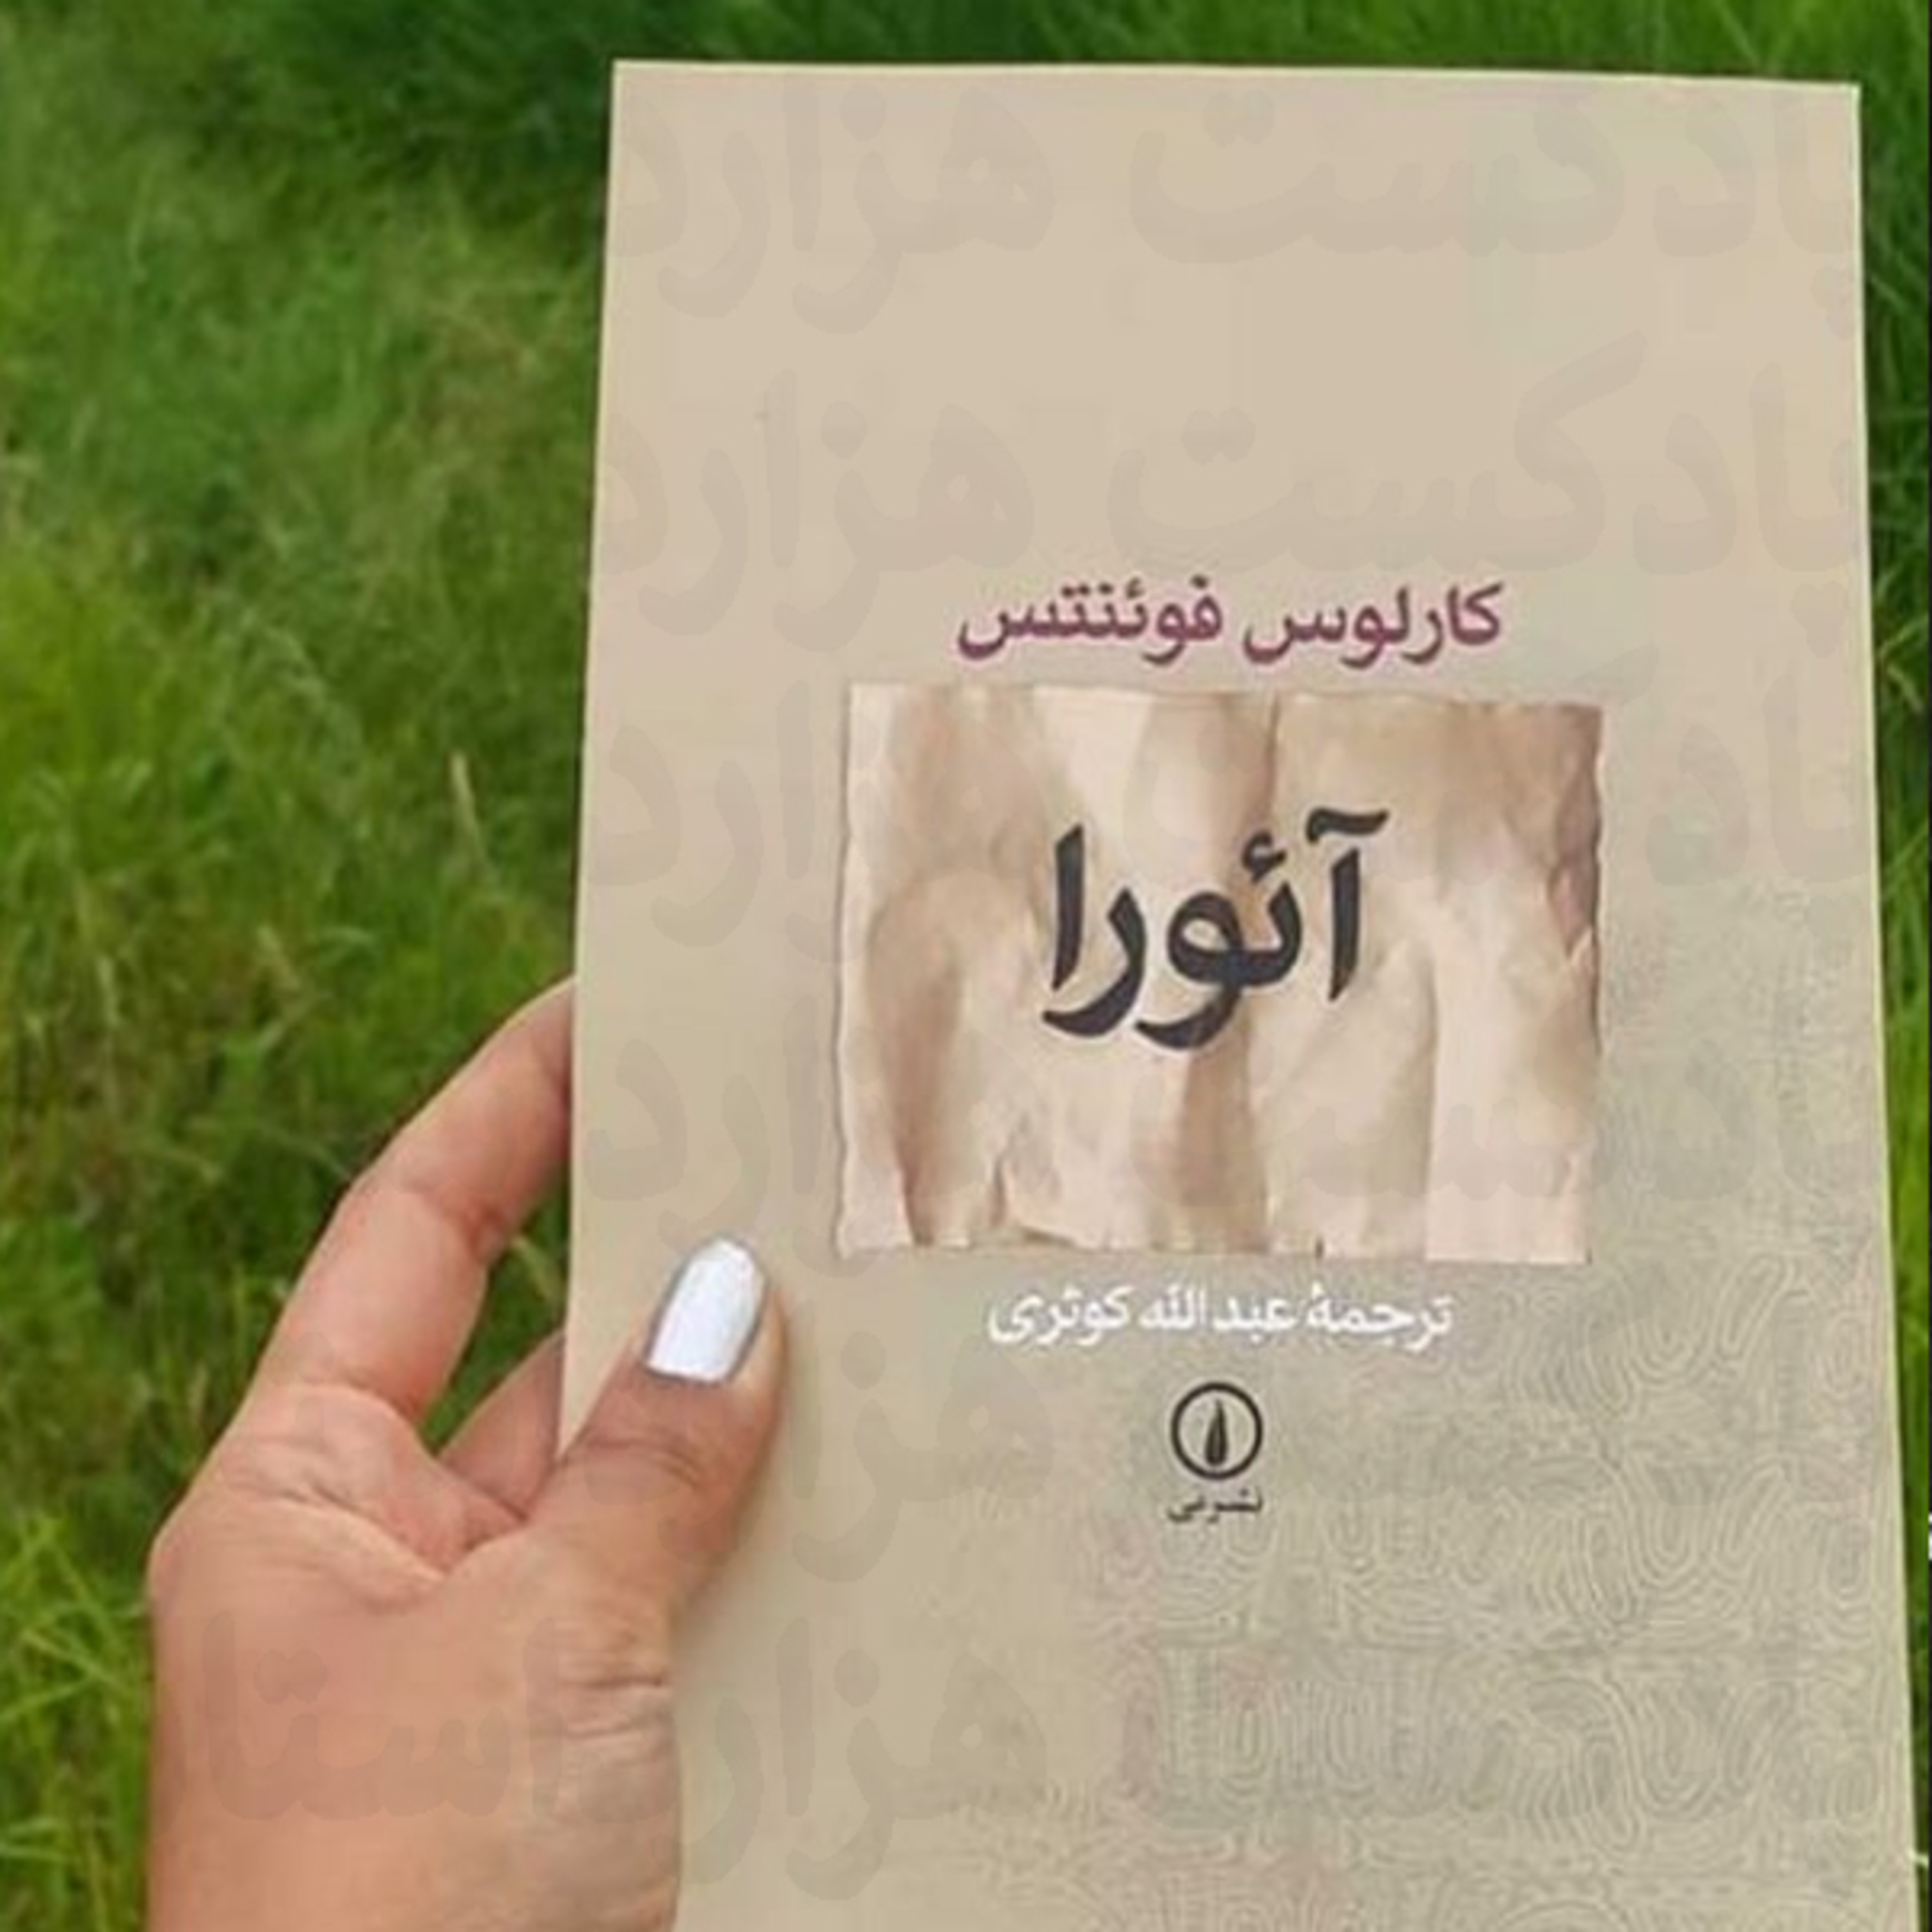 کارلوس فوئنتس
آئورا
ترجمهٔ عبدالله کوثری
نشرنی